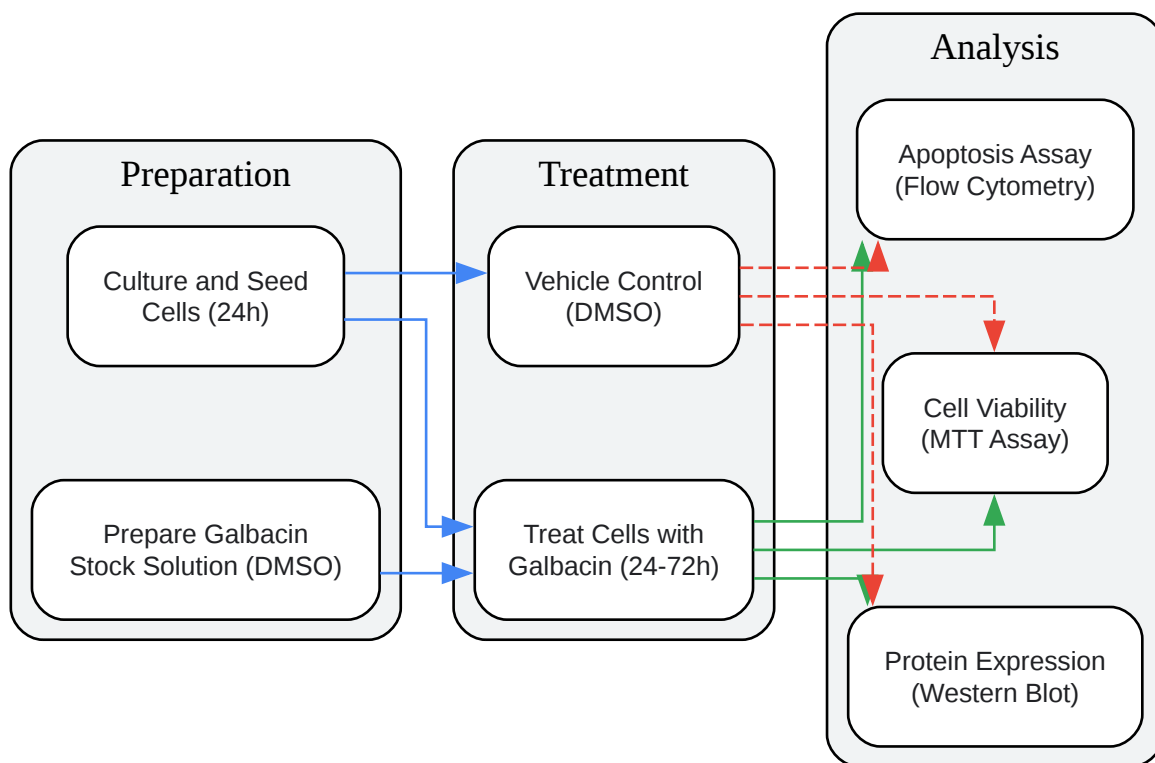 Preparation
Culture and Seed
Cells (24h)
Prepare Galbacin
Stock Solution (DMSO)
Treatment
Vehicle Control
(DMSO)
Treat Cells with
Galbacin (24-72h)
Analysis
Apoptosis Assay
(Flow Cytometry)
Cell Viability
(MTT Assay)
Protein Expression
(Western Blot)